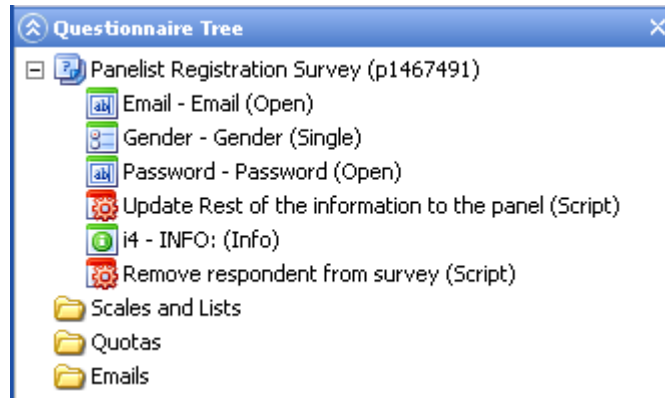 Questionnaire Tree
Panelist Registration Survey (p1467491)
Email - Email (Open)
Gender - Gender (Single)
Password - Password (Open)
Update Rest of the information to the panel (Script)
i4 - INFO: (Info)
Remove respondent from survey (Script)
Scales and Lists
Quotas
Emails